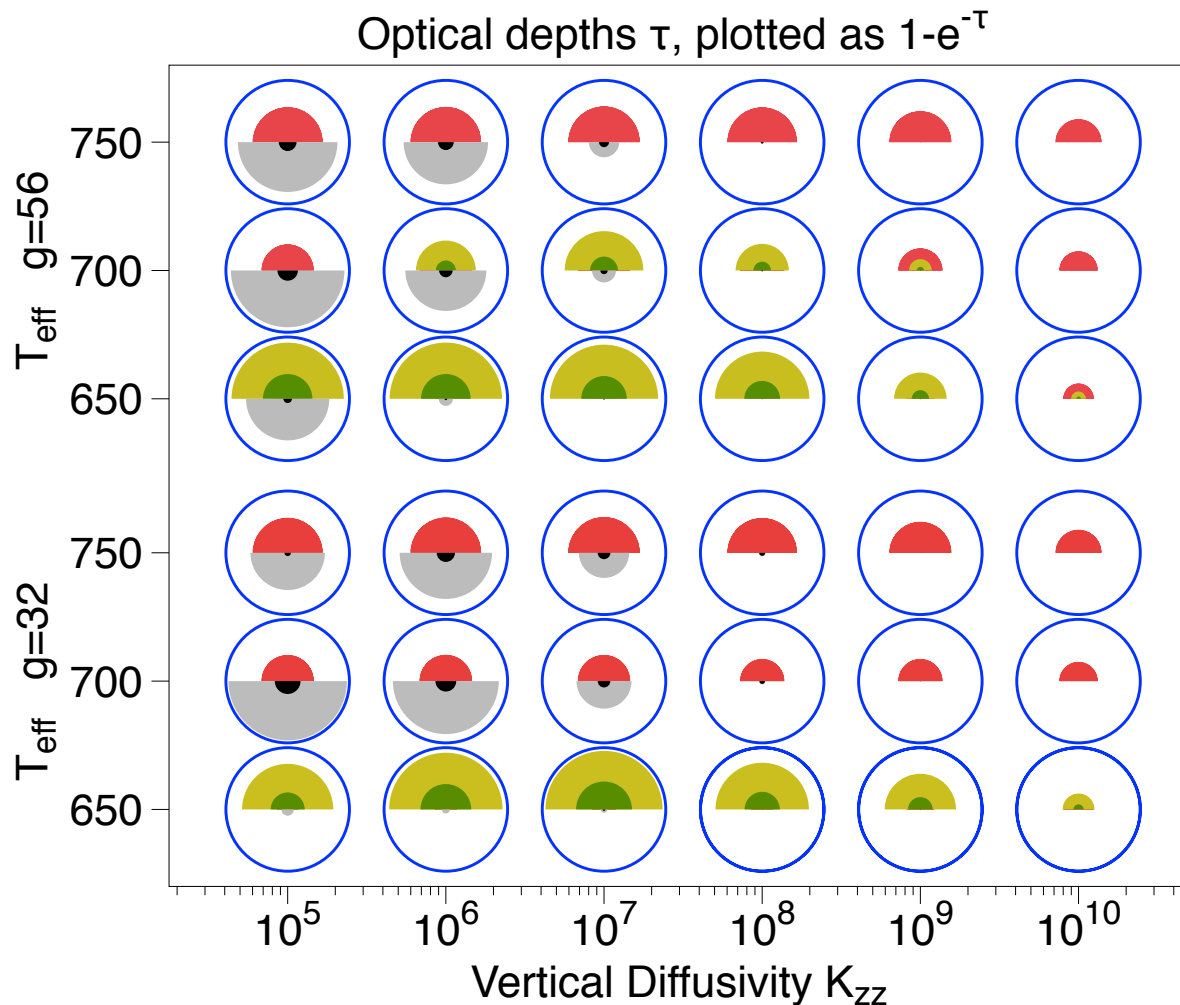 Optical depths τ, plotted as 1-e^-τ
T_eff g=56
750
700
650
T_eff g=32
750
700
650
10^5 10^6 10^7 10^8 10^9 10^10
Vertical Diffusivity K_zz